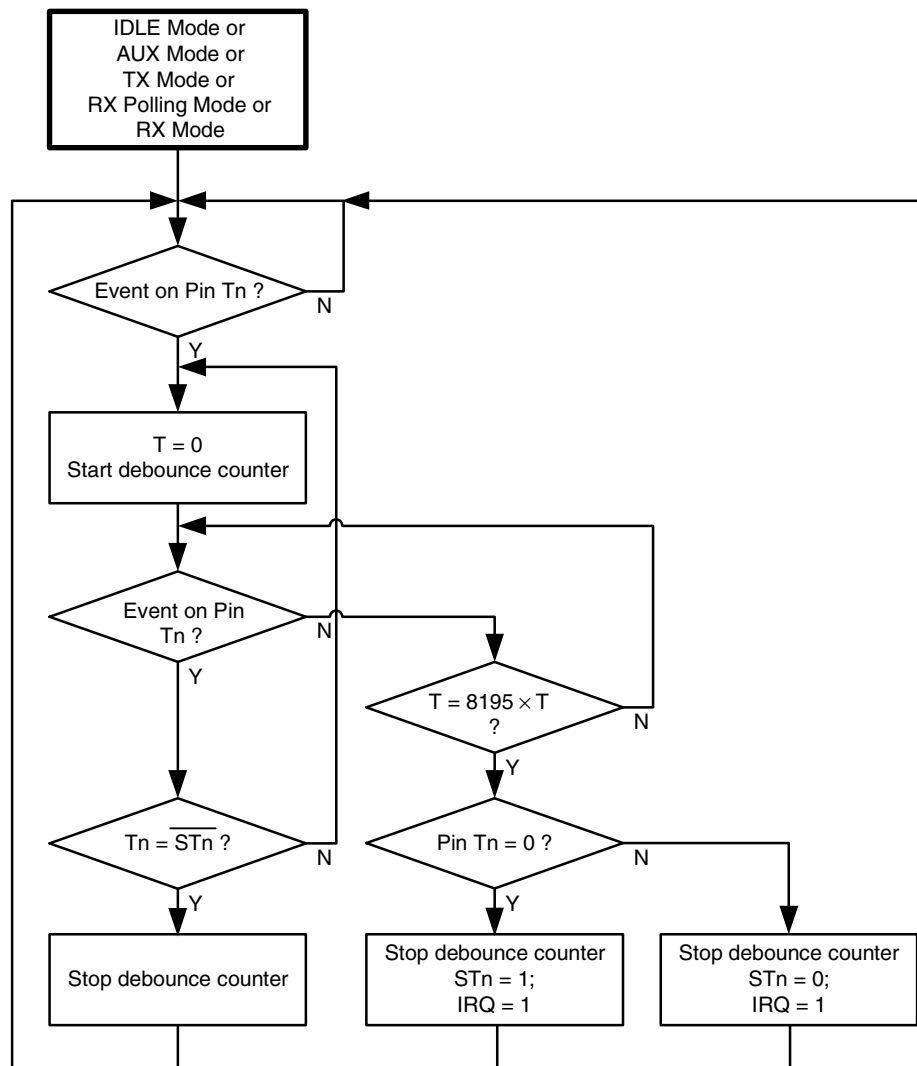 IDLE Mode or
AUX Mode or
TX Mode or
RX Polling Mode or
RX Mode
Event on Pin Tn ?
N
Y
T = 0
Start debounce counter
Event on Pin
Tn ?
N
Y
T = 8195 × T
?
N
Y
Tn = S̅T̅n̅ ?
N
Y
Pin Tn = 0 ?
N
Y
Stop debounce counter
Stop debounce counter
STn = 1;
IRQ = 1
Stop debounce counter
STn = 0;
IRQ = 1